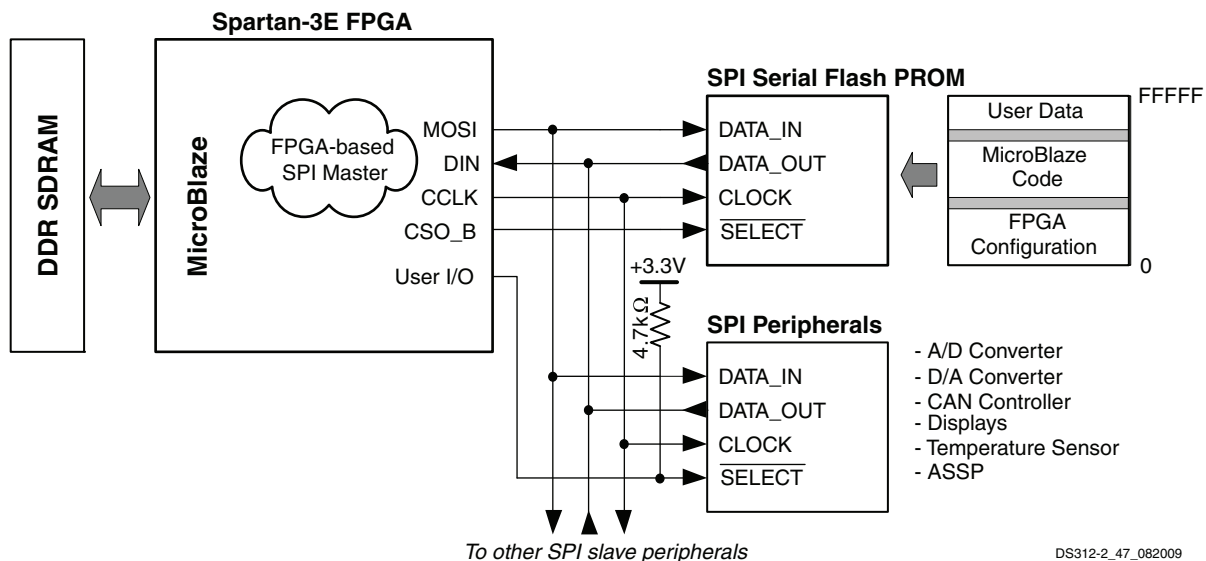 Spartan-3E FPGA
DDR SDRAM
MicroBlaze
FPGA-based
SPI Master
MOSI
DIN
CCLK
CSO_B
User I/O
+3.3V
4.7kΩ
SPI Serial Flash PROM
DATA_IN
DATA_OUT
CLOCK
SELECT
User Data
MicroBlaze
Code
FPGA
Configuration
FFFFF
0
SPI Peripherals
DATA_IN
DATA_OUT
CLOCK
SELECT
- A/D Converter
- D/A Converter
- CAN Controller
- Displays
- Temperature Sensor
- ASSP
To other SPI slave peripherals
DS312-2_47_082009